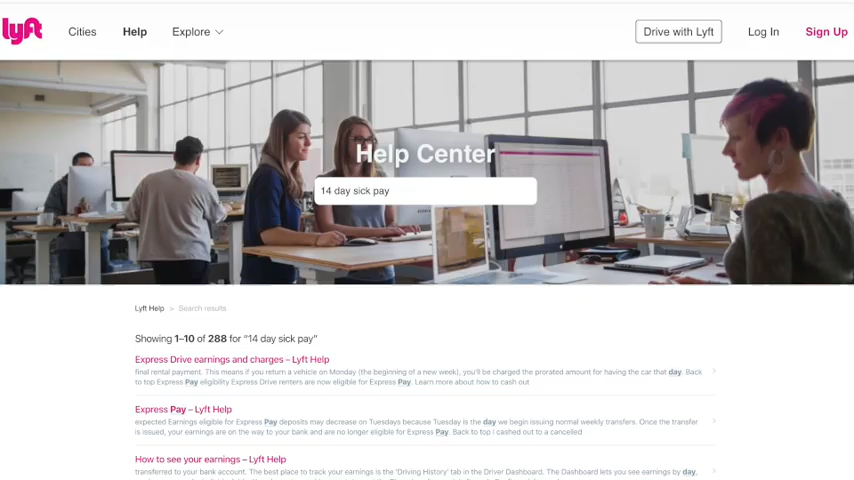 lyft
Cities
Help
Explore
Drive with Lyft
Log In
Sign Up
Help Center
14 day sick pay
Lyft Help > Search results
Showing 1–10 of 288 for "14 day sick pay"
Express Drive earnings and charges – Lyft Help
final rental payment. This means if you return a vehicle on Monday (the beginning of a new week), you'll be charged the prorated amount for having the car that day. Back
to top Express Pay eligibility Express Drive renters are now eligible for Express Pay. Learn more about how to cash out
Express Pay – Lyft Help
expected Earnings eligible for Express Pay deposits may decrease on Tuesdays because Tuesday is the day we begin issuing normal weekly transfers. Once the transfer
is issued, your earnings are on the way to your bank and are no longer eligible for Express Pay. Back to top I cashed out to a cancelled
How to see your earnings – Lyft Help
transferred to your bank account. The best place to track your earnings is the 'Driving History' tab in the Driver Dashboard. The Dashboard lets you see earnings by day,